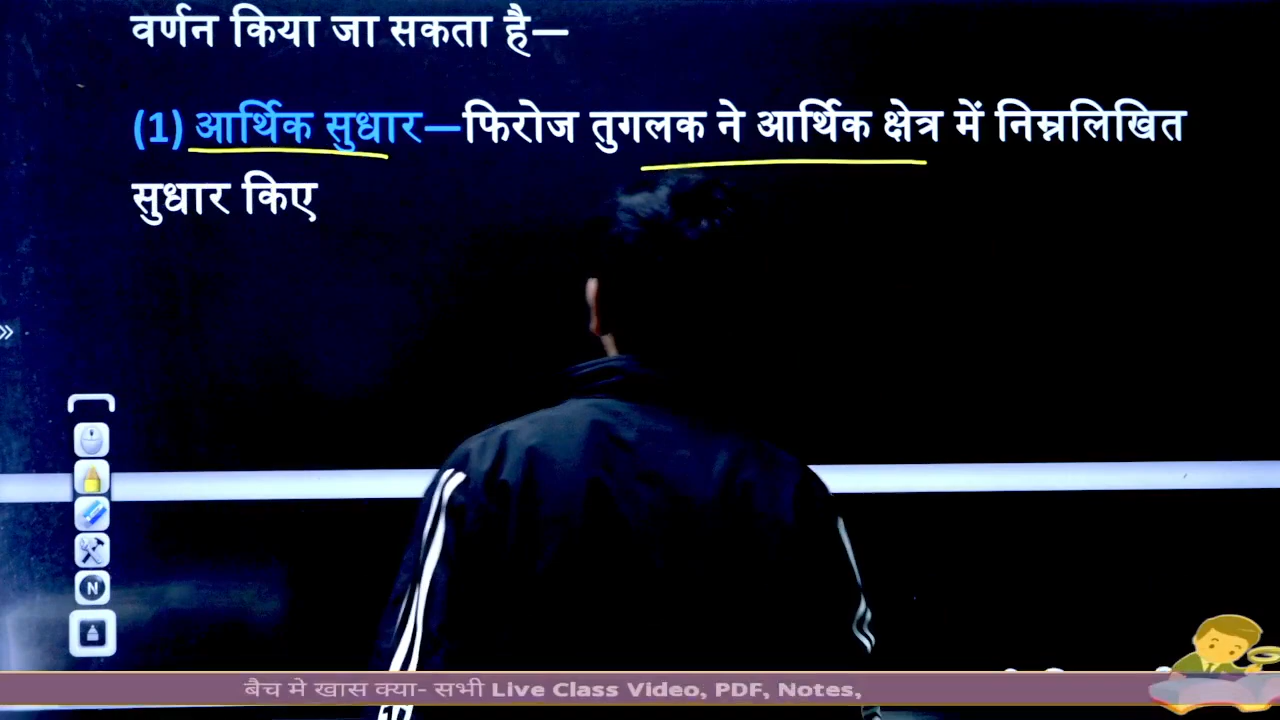 वर्णन किया जा सकता है—
(1) आर्थिक सुधार—फिरोज तुगलक ने आर्थिक क्षेत्र में निम्नलिखित
सुधार किए
»
N
बैच मे खास क्या- सभी Live Class Video, PDF, Notes,